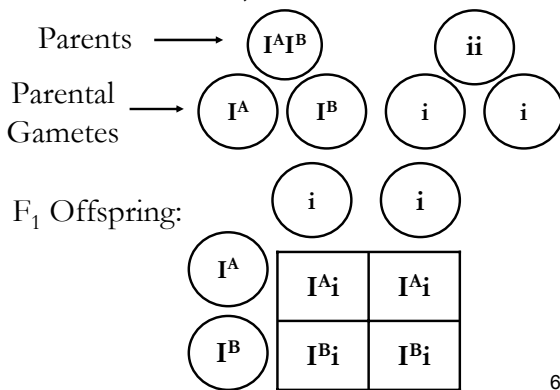 Parents
IᴬIᴮ
ii
Parental
Gametes
Iᴬ
Iᴮ
i
i
F₁ Offspring:
i
i
Iᴬ
Iᴬi
Iᴬi
Iᴮ
Iᴮi
Iᴮi
6